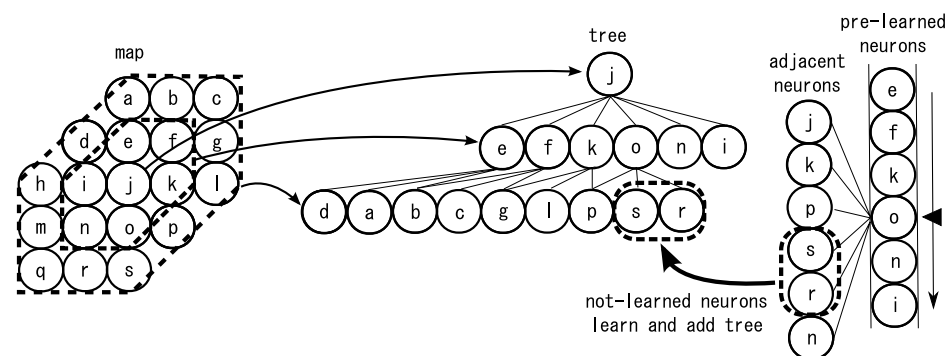 map
a b c
d e f g
h i j k l
m n o p
q r s
tree
j
e f k o n i
d a b c g l p s r
adjacent
neurons
j
k
p
s
r
n
pre-learned
neurons
e
f
k
o
n
i
not-learned neurons
learn and add tree